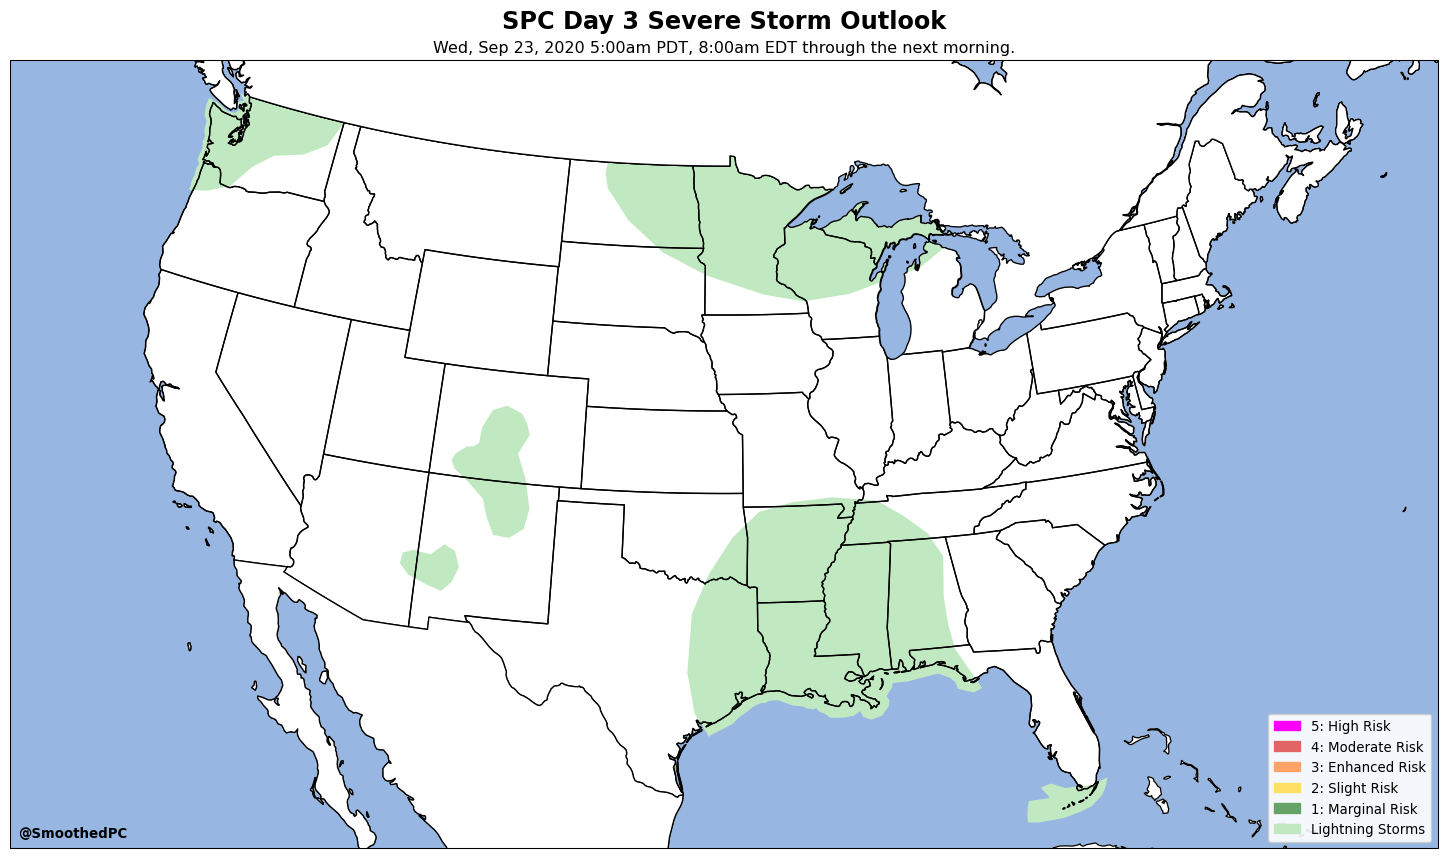 SPC Day 3 Severe Storm Outlook
Wed, Sep 23, 2020 5:00am PDT, 8:00am EDT through the next morning.
5: High Risk
4: Moderate Risk
3: Enhanced Risk
2: Slight Risk
1: Marginal Risk
Lightning Storms
@SmoothedPC